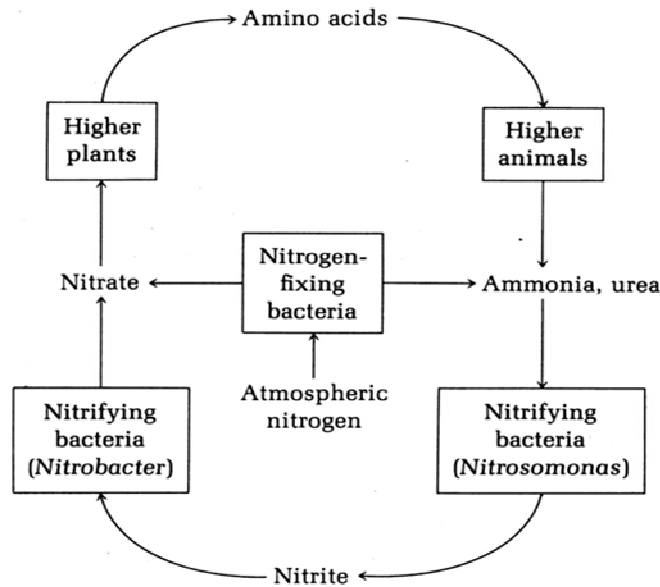 Amino acids
Higher
plants
Higher
animals
Nitrate
Nitrogen-
fixing
bacteria
Ammonia, urea
Atmospheric
nitrogen
Nitrifying
bacteria
(Nitrobacter)
Nitrifying
bacteria
(Nitrosomonas)
Nitrite